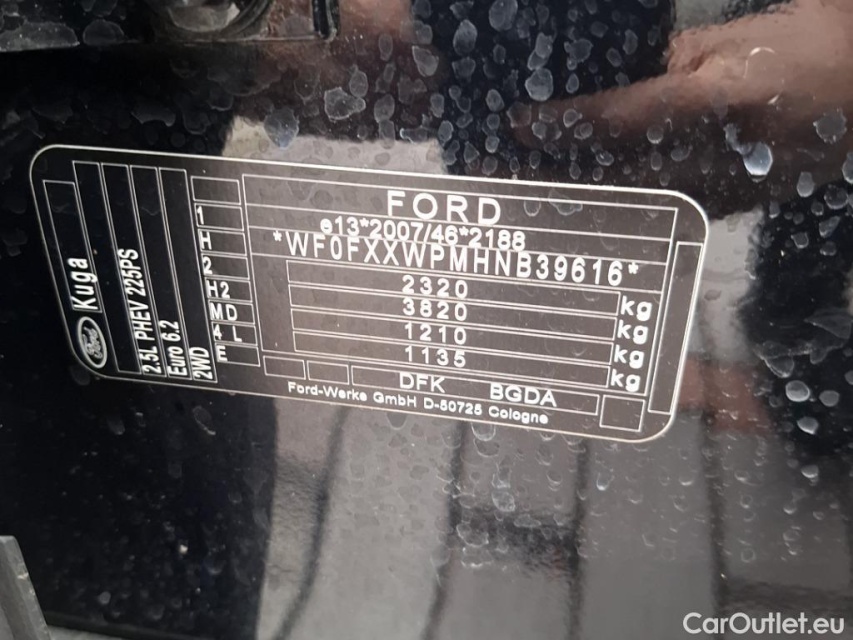 FORD
e13*2007/46*2188
*WF0FXXWPMHNB39616*
2320 kg
3820 kg
1210 kg
1135 kg
DFK BGDA
Ford-Werke GmbH D-50725 Cologne
Ford Kuga
2.5L PHEV 225PS
Euro 6.2
2WD
1
H
2
H2
MD
4 L
E
CarOutlet.eu